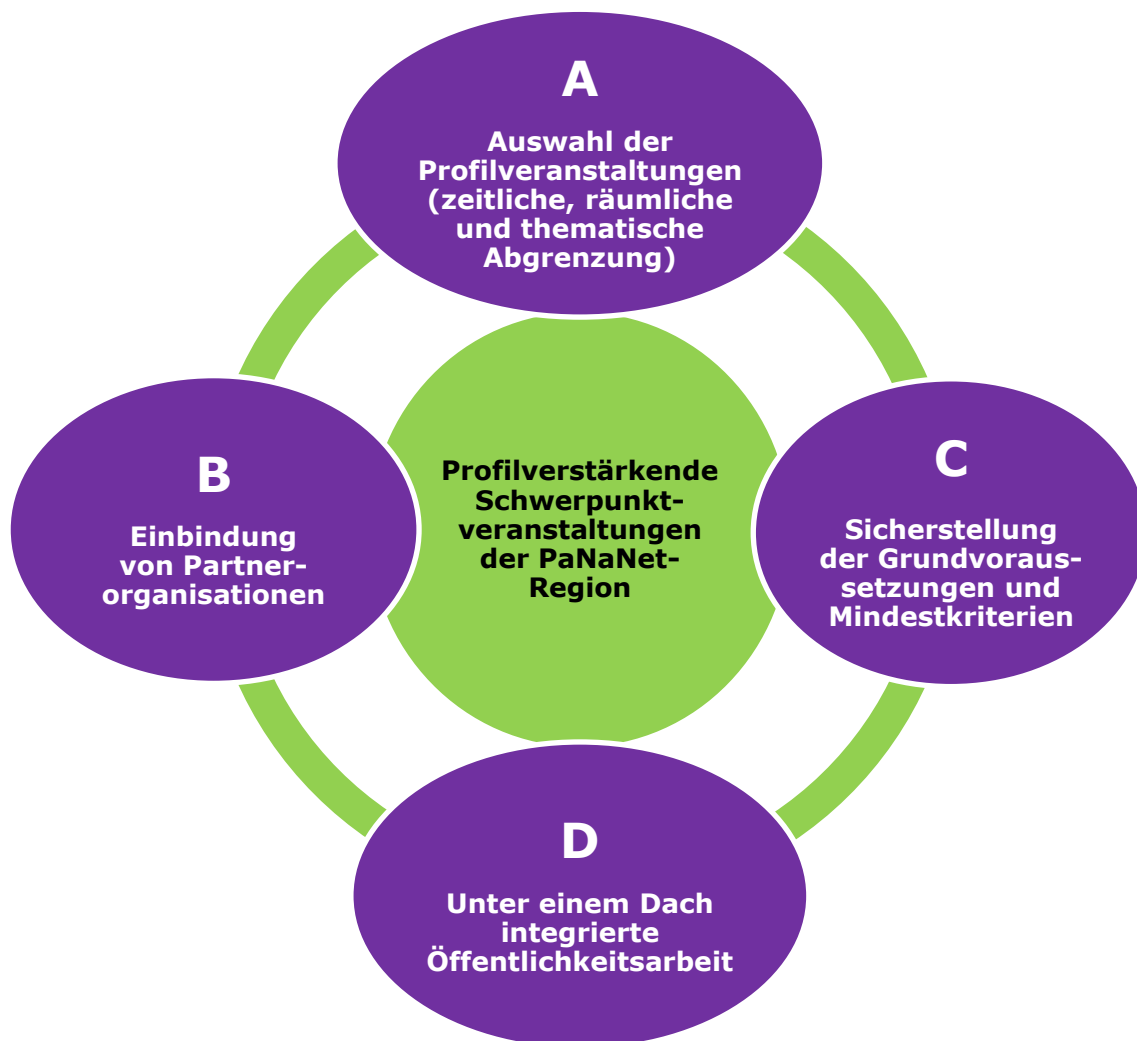 A
Auswahl der
Profilveranstaltungen
(zeitliche, räumliche
und thematische
Abgrenzung)
B
Einbindung
von Partner-
organisationen
Profilverstärkende
Schwerpunkt-
veranstaltungen
der PaNaNet-
Region
C
Sicherstellung
der Grundvoraus-
setzungen und
Mindestkriterien
D
Unter einem Dach
integrierte
Öffentlichkeitsarbeit